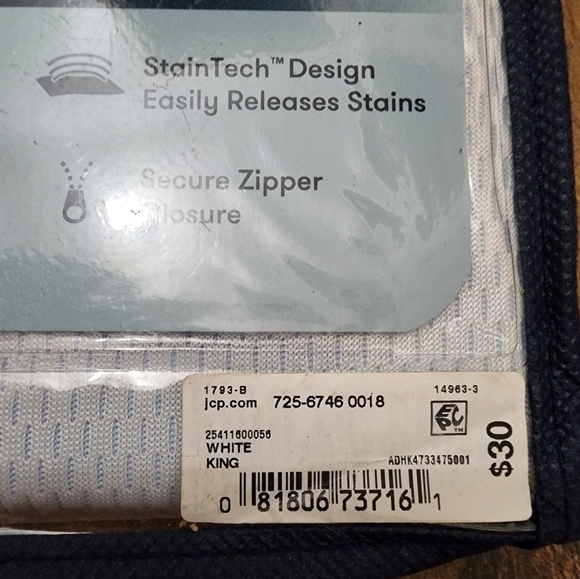 StainTech™ Design
Easily Releases Stains
Secure Zipper
Closure
1793-B
14963-3
jcp.com 725-6746 0018
EPC™
25411600056
WHITE
KING
ADHK4733475001
$30
0 81806 73716 1